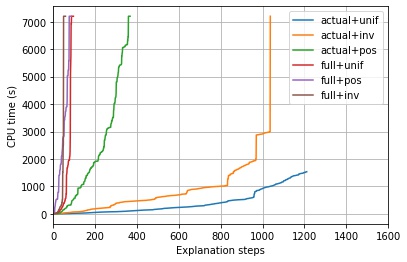 7000
6000
5000
4000
3000
2000
1000
0
CPU time (s)
0 200 400 600 800 1000 1200 1400 1600
Explanation steps
actual+unif
actual+inv
actual+pos
full+unif
full+pos
full+inv